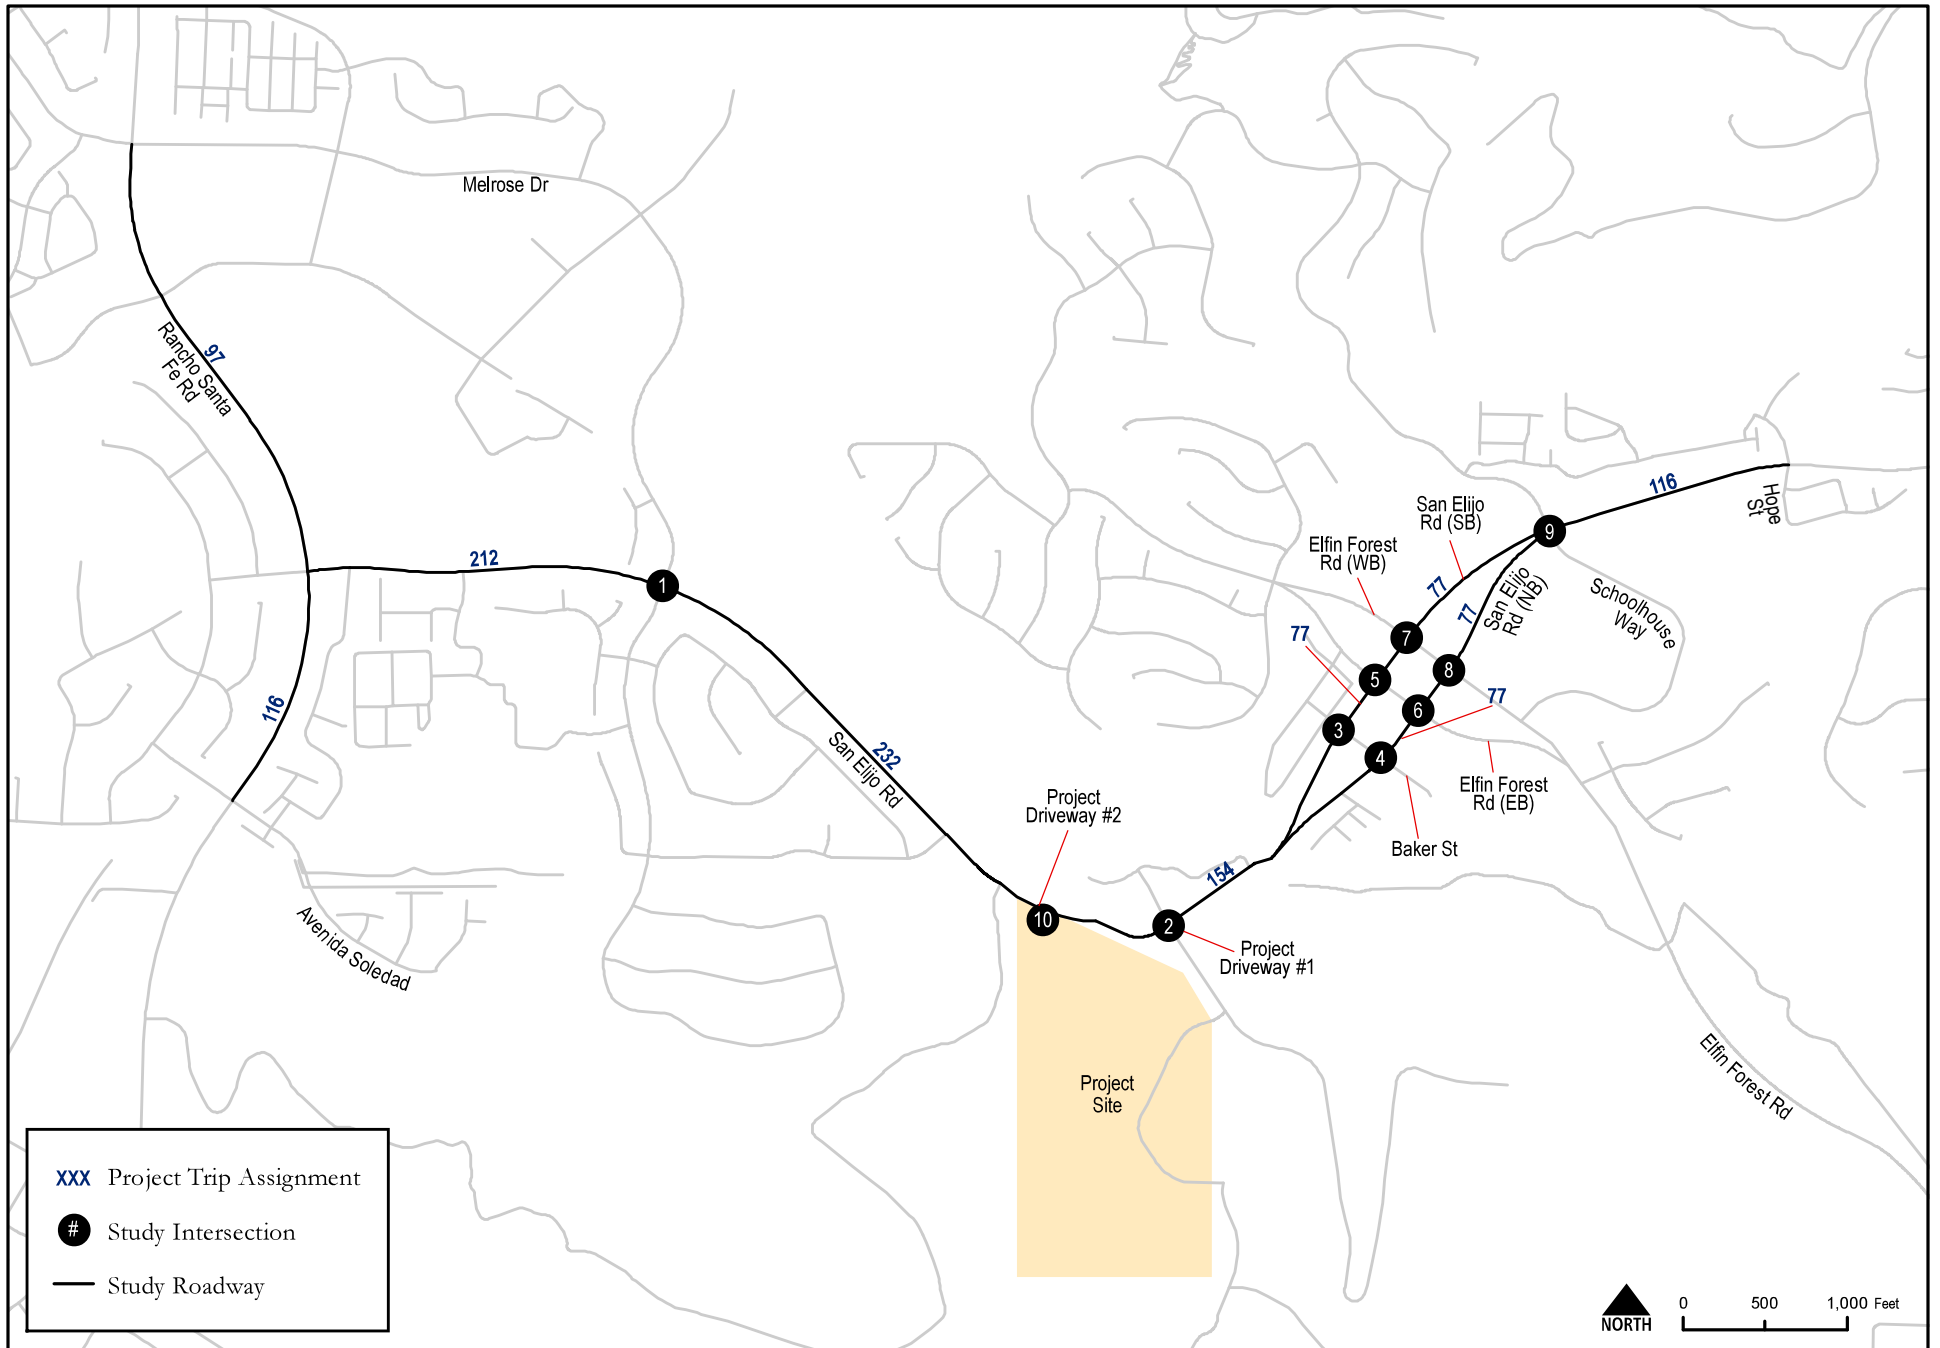 Melrose Dr
97
Rancho Santa
Fe Rd
116
Hope
St
San Elijo
Rd (SB)
9
Elfin Forest
Rd (WB)
212
1
77
77
San Elijo
Rd (NB)
Schoolhouse
Way
77
7
8
5
77
6
3
116
4
232
San Elijo Rd
Elfin Forest
Rd (EB)
Project
Driveway #2
Baker St
154
10
2
Project
Driveway #1
Avenida Soledad
Project
Site
Elfin Forest Rd
XXX Project Trip Assignment
# Study Intersection
Study Roadway
0 500 1,000 Feet
NORTH